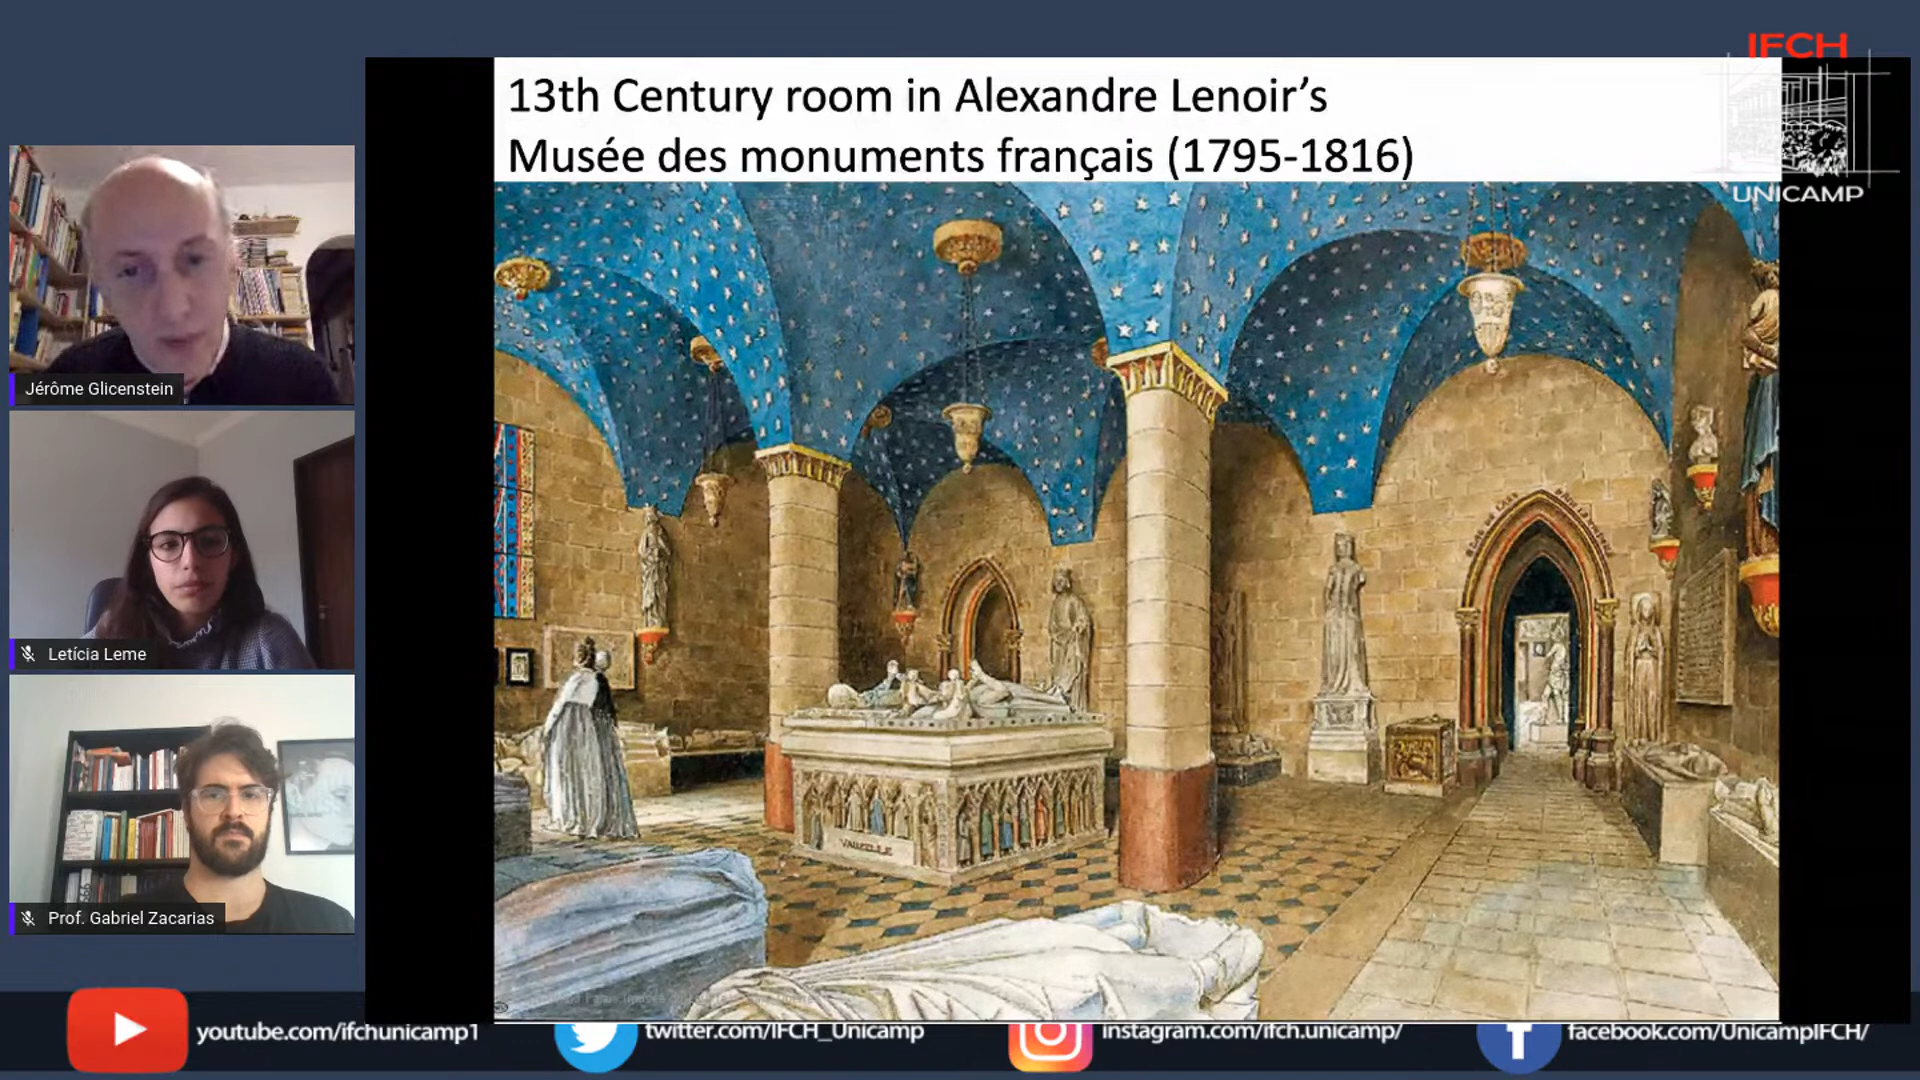 13th Century room in Alexandre Lenoir's
Musée des monuments français (1795-1816)
IFCH
UNICAMP
Jérôme Glicenstein
Letícia Leme
Prof. Gabriel Zacarias
youtube.com/ifchunicamp1
twitter.com/IFCH_Unicamp
instagram.com/ifch.unicamp/
facebook.com/UnicampIFCH/